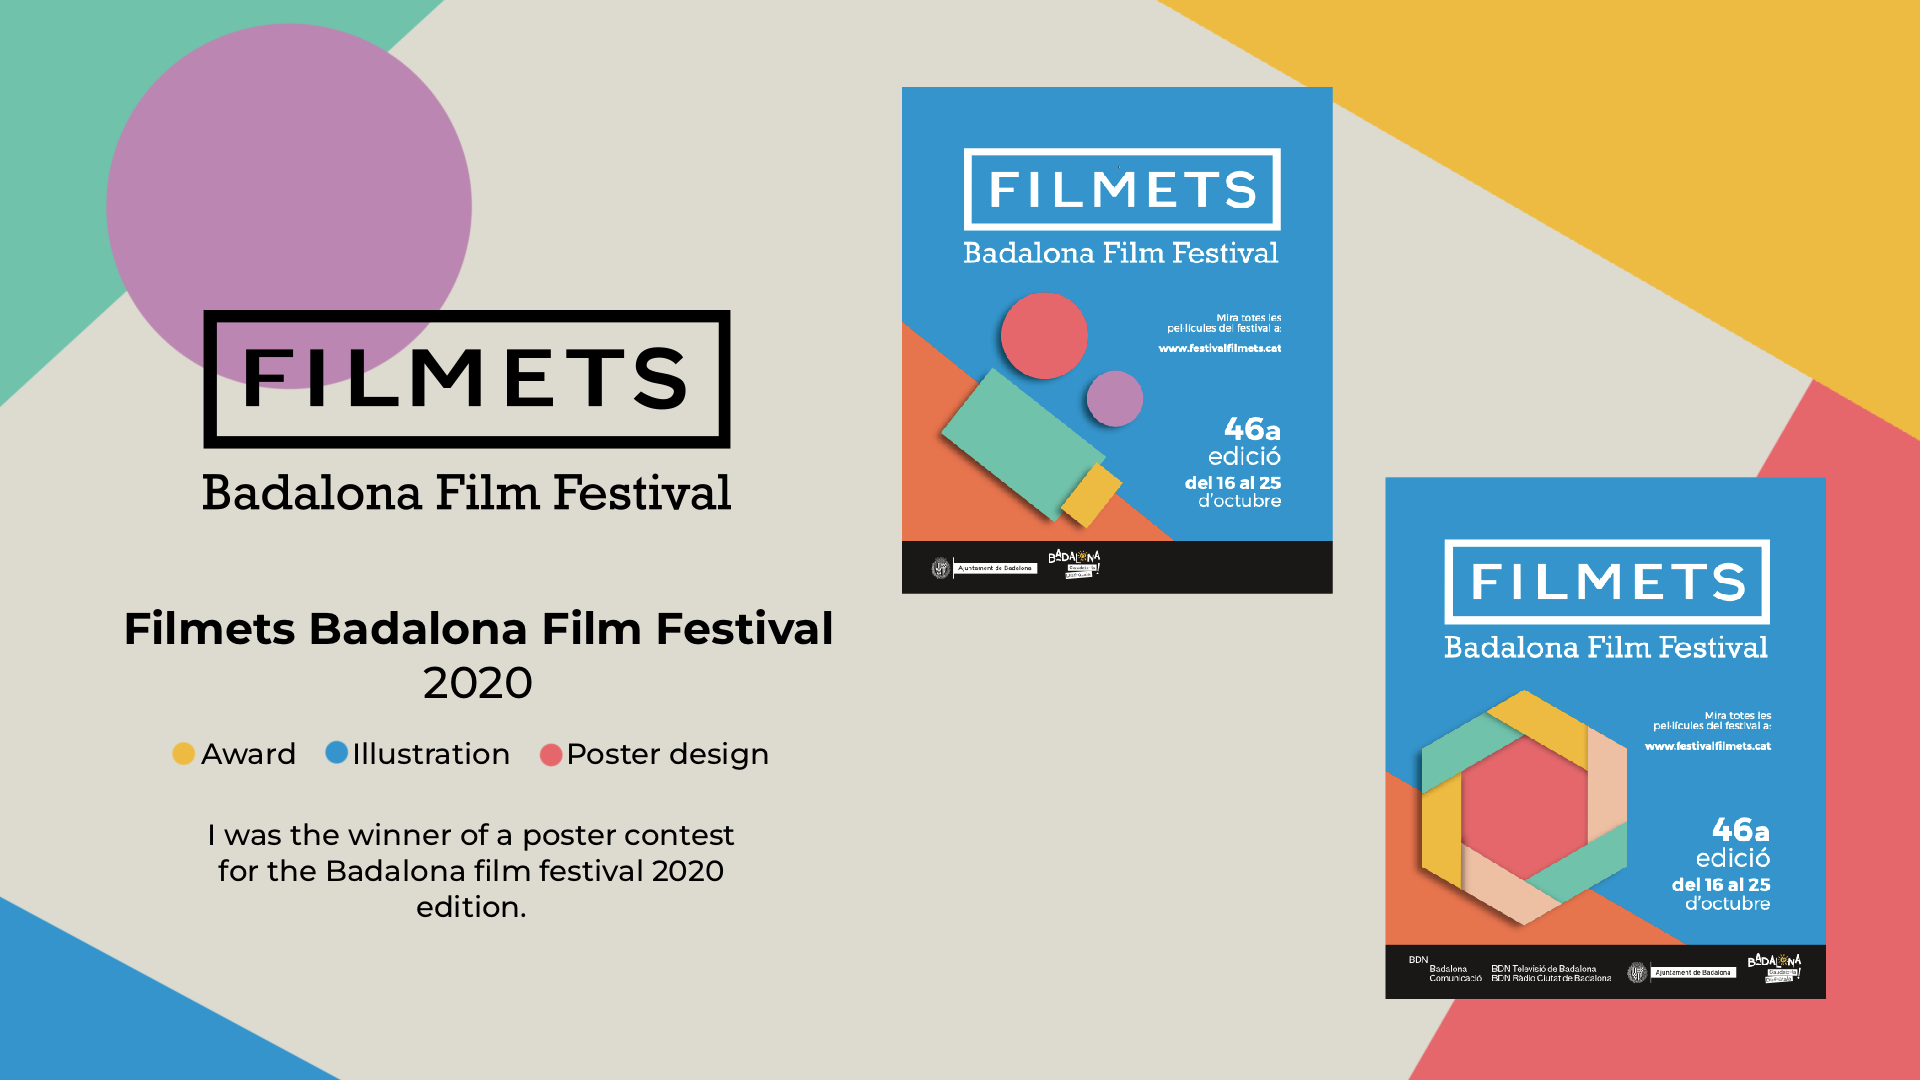 FILMETS
Badalona Film Festival
Filmets Badalona Film Festival
2020
Award Illustration Poster design
I was the winner of a poster contest
for the Badalona film festival 2020
edition.
FILMETS
Badalona Film Festival
Mira totes les
pel·lícules del festival a:
www.festivalfilmets.cat
46a
edició
del 16 al 25
d'octubre
Ajuntament de Badalona
BADALONA
FILMETS
Badalona Film Festival
Mira totes les
pel·lícules del festival a:
www.festivalfilmets.cat
46a
edició
del 16 al 25
d'octubre
BDN
Badalona
Comunicació
BDN Televisió de Badalona
BDN Ràdio Ciutat de Badalona
Ajuntament de Badalona
BADALONA